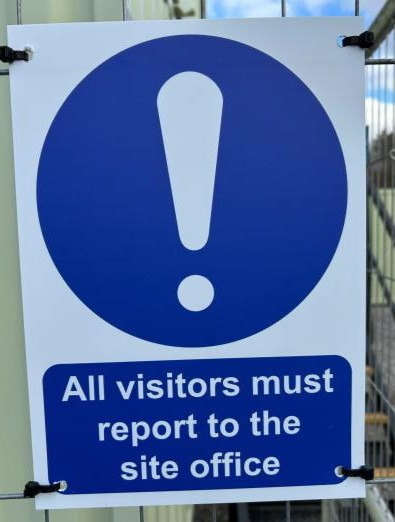 All visitors must
report to the
site office